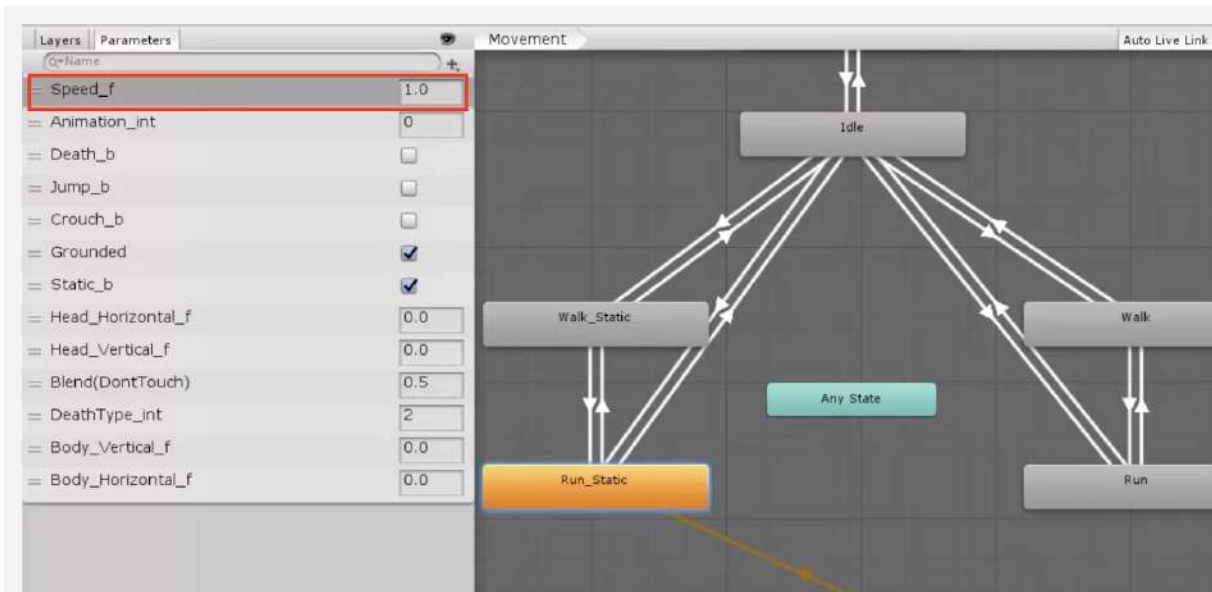 Layers Parameters
Name
Speed_f 1.0
Animation_int 0
Death_b
Jump_b
Crouch_b
Grounded
Static_b
Head_Horizontal_f 0.0
Head_Vertical_f 0.0
Blend(DontTouch) 0.5
DeathType_int 2
Body_Vertical_f 0.0
Body_Horizontal_f 0.0
Movement
Auto Live Link
Idle
Walk_Static
Walk
Any State
Run_Static
Run